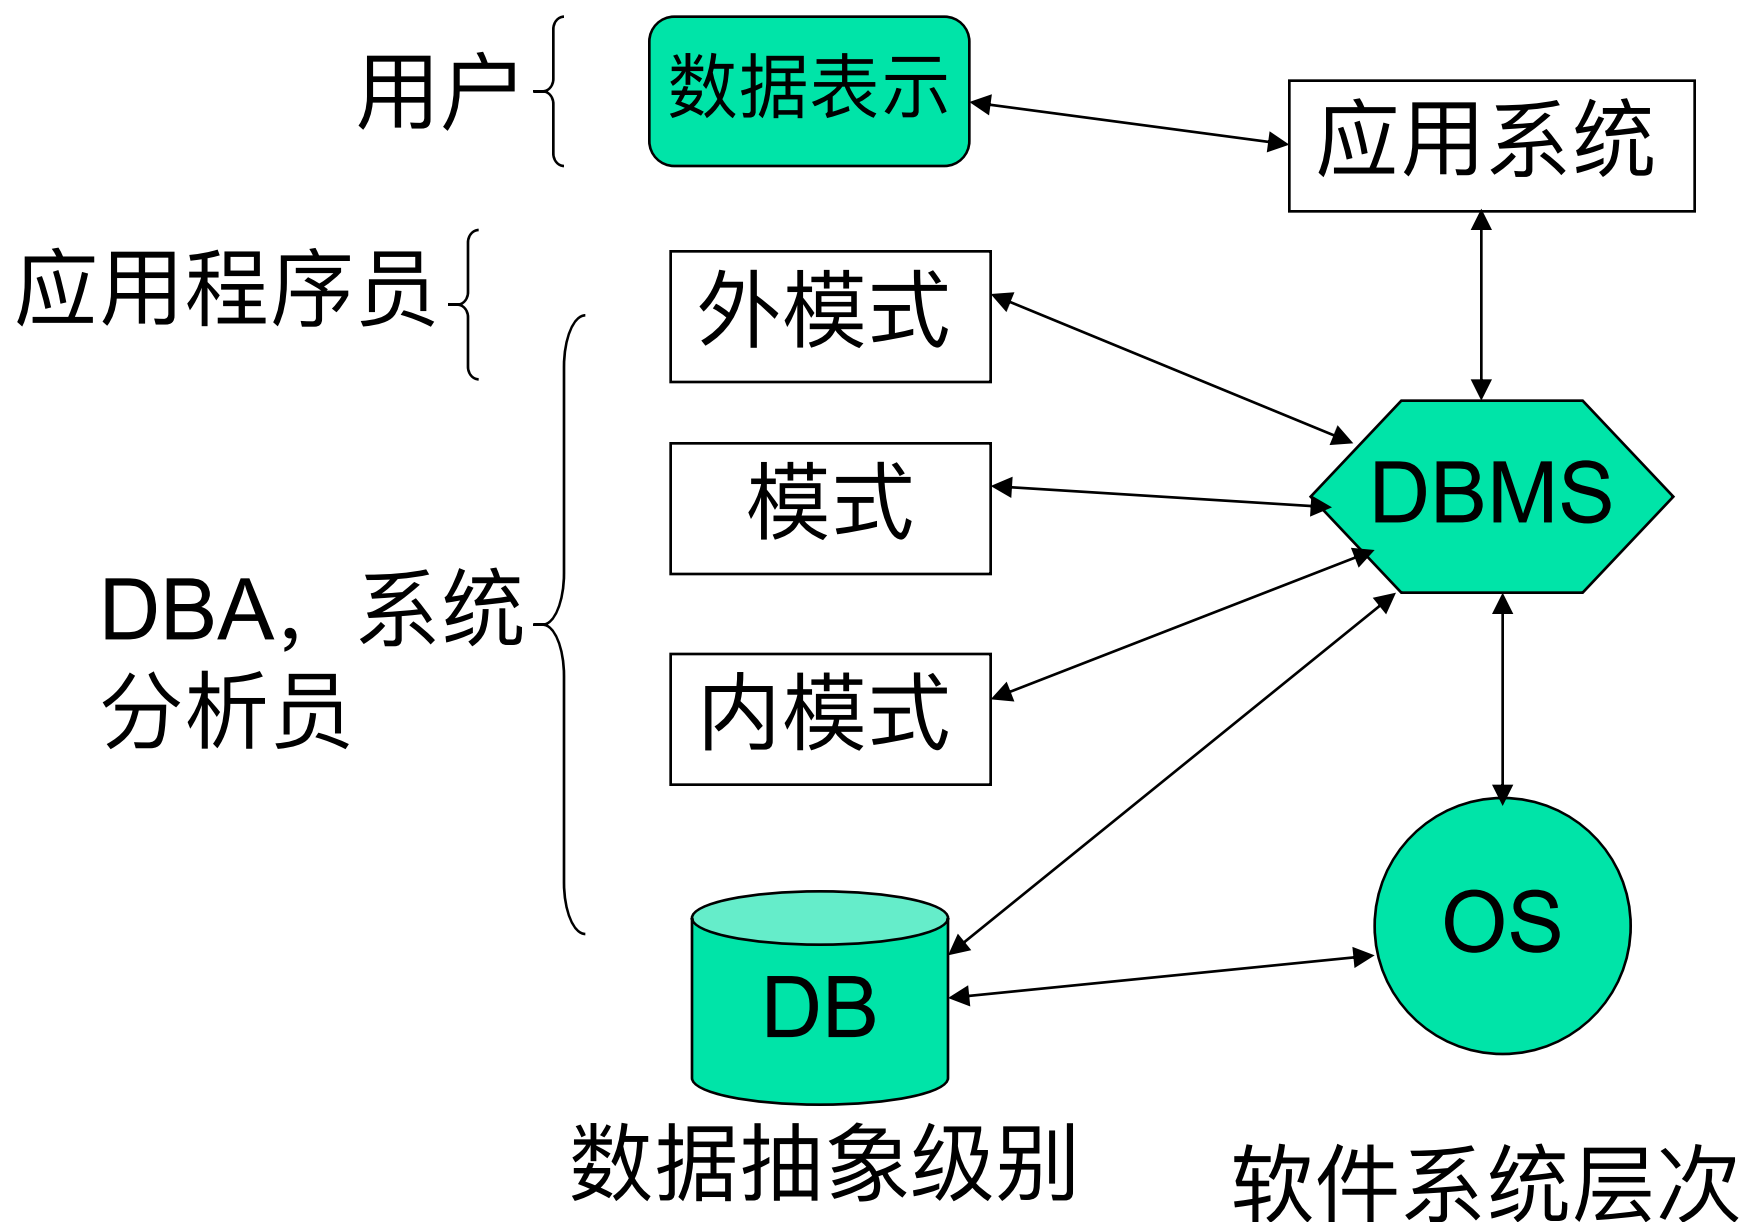 用户
数据表示
应用系统
应用程序员
外模式
模式
DBMS
DBA，系统
分析员
内模式
OS
DB
数据抽象级别
软件系统层次